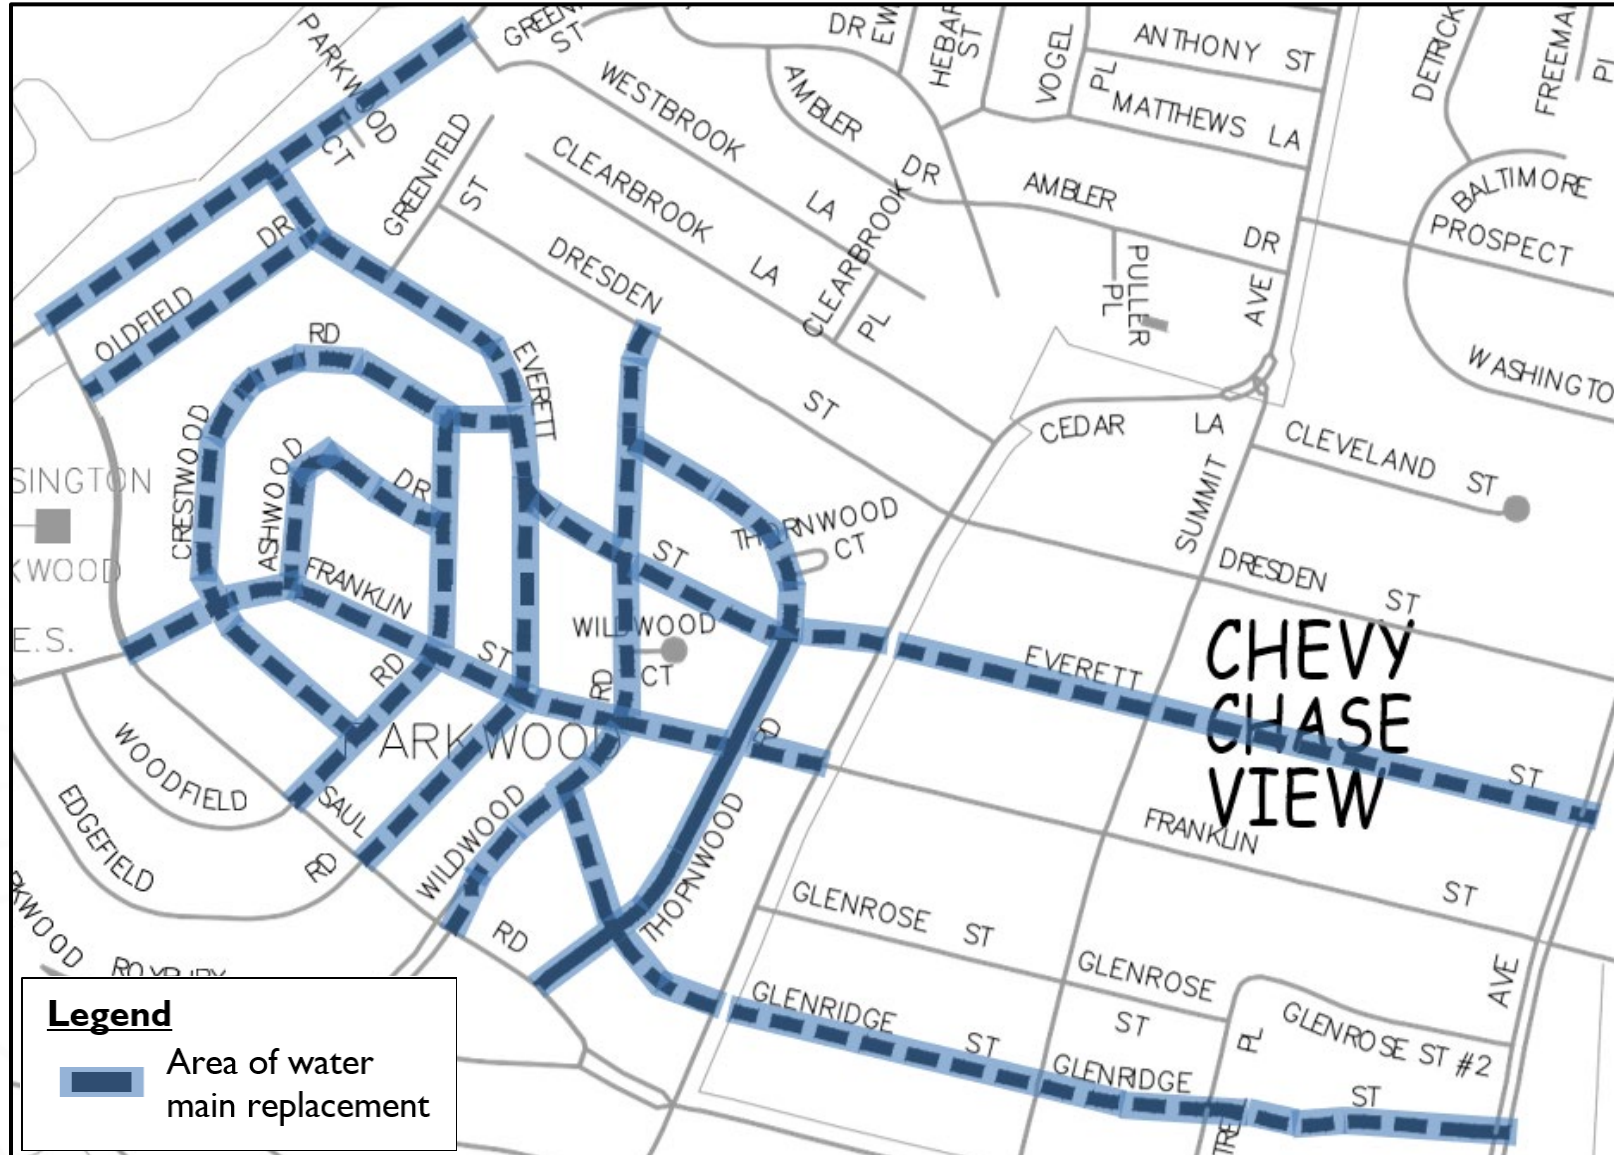 PARKWOOD
CT
ST
DR
HEBAR
ST
VOGEL
PL
ANTHONY ST
DETRICK
FREEMA
PL
WESTBROOK
LA
AMBLER
DR
MATTHEWS LA
GREENFIELD
ST
CLEARBROOK
LA
CLEARBROOK
PL
AMBLER
DR
BALTIMORE
PROSPECT
DRESDEN
ST
PULLER
PL
AVE
OLDFIELD
DR
RD
EVERETT
WASHINGTO
CEDAR LA
CLEVELAND ST
SUMMIT
CRESTWOOD
ASHWOOD
DR
SINGTON
KWOOD
E.S.
THORNWOOD
CT
ST
DRESDEN
ST
FRANKLIN
ST
WILDWOOD
CT
RD
RD
CHEVY
CHASE
VIEW
EVERETT
ST
PARKWOOD
RD
WOODFIELD
SAUL
RD
EDGEFIELD
WILDWOOD
RD
THORNWOOD
FRANKLIN
ST
GLENROSE ST
GLENROSE
ST
PL
GLENROSE ST #2
AVE
RKWOOD
ROXBURY
GLENRIDGE
ST
GLENRIDGE
ST
Legend
Area of water
main replacement